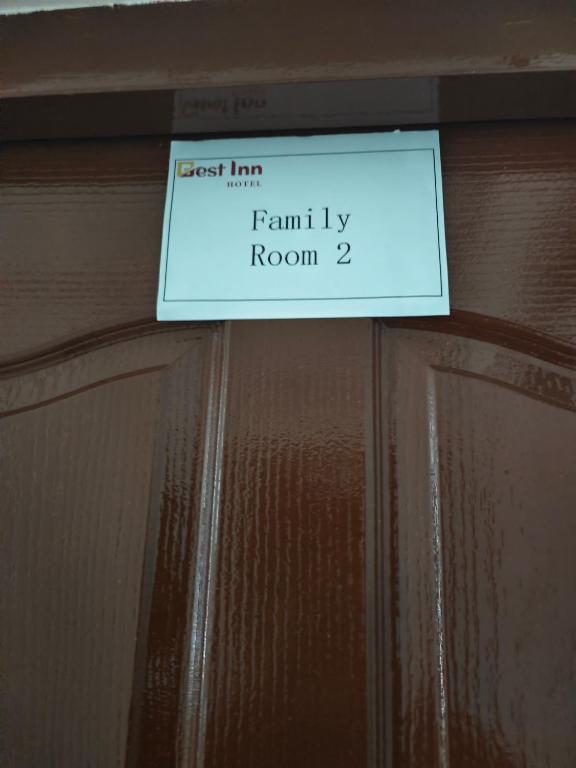 Best Inn
HOTEL
Family
Room 2